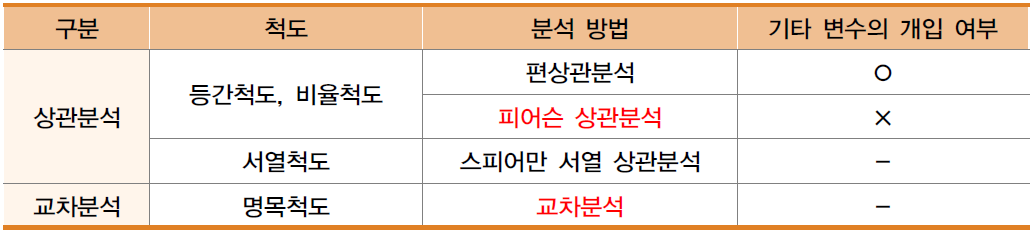 구분 척도 분석 방법 기타 변수의 개입 여부
편상관분석 ○
등간척도, 비율척도
피어슨 상관분석 ×
상관분석
서열척도 스피어만 서열 상관분석 −
교차분석 명목척도 교차분석 −